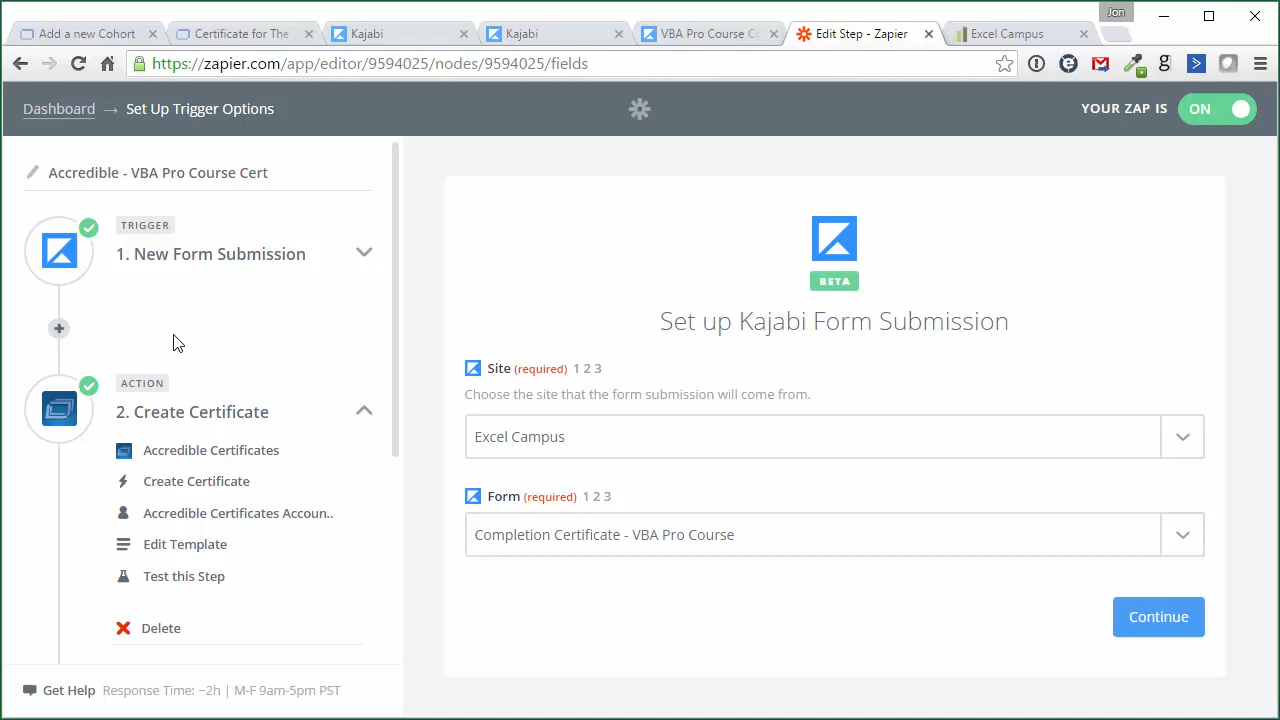 Jon
Add a new cohort
Certificate for The
Kajabi
Kajabi
VBA Pro Course Co
Edit Step - Zapier
Excel Campus
https://zapier.com/app/editor/9594025/nodes/9594025/fields
Dashboard → Set Up Trigger Options
YOUR ZAP IS ON
Accredible - VBA Pro Course Cert
TRIGGER
1. New Form Submission
ACTION
2. Create Certificate
Accredible Certificates
Create Certificate
Accredible Certificates Accoun..
Edit Template
Test this Step
Delete
Get Help Response Time: ~2h | M-F 9am-5pm PST
BETA
Set up Kajabi Form Submission
Site (required) 1 2 3
Choose the site that the form submission will come from.
Excel Campus
Form (required) 1 2 3
Completion Certificate - VBA Pro Course
Continue